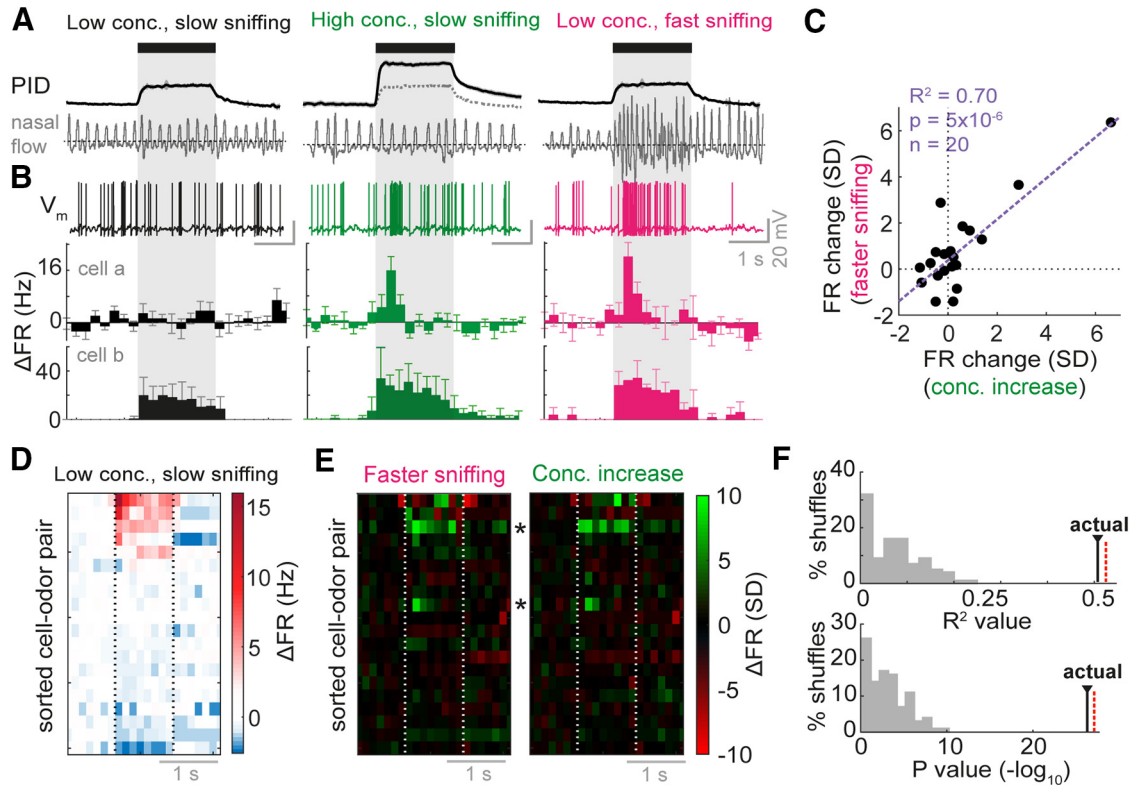 A
Low conc., slow sniffing
High conc., slow sniffing
Low conc., fast sniffing
PID
nasal
flow
B
Vm
20 mV
1 s
ΔFR (Hz)
16
8
0
cell a
40
0
cell b
C
R² = 0.70
p = 5x10⁻⁶
n = 20
FR change (SD)
(faster sniffing)
6
4
2
0
-2
-2 0 2 4 6
FR change (SD)
(conc. increase)
D
Low conc., slow sniffing
sorted cell-odor pair
15
10
5
0
ΔFR (Hz)
1 s
E
Faster sniffing
Conc. increase
sorted cell-odor pair
*
*
10
5
0
-5
-10
ΔFR (SD)
1 s
F
% shuffles
40
20
0
actual
0 0.25 0.5
R² value
% shuffles
30
20
10
0
actual
0 10 20
P value (-log₁₀)